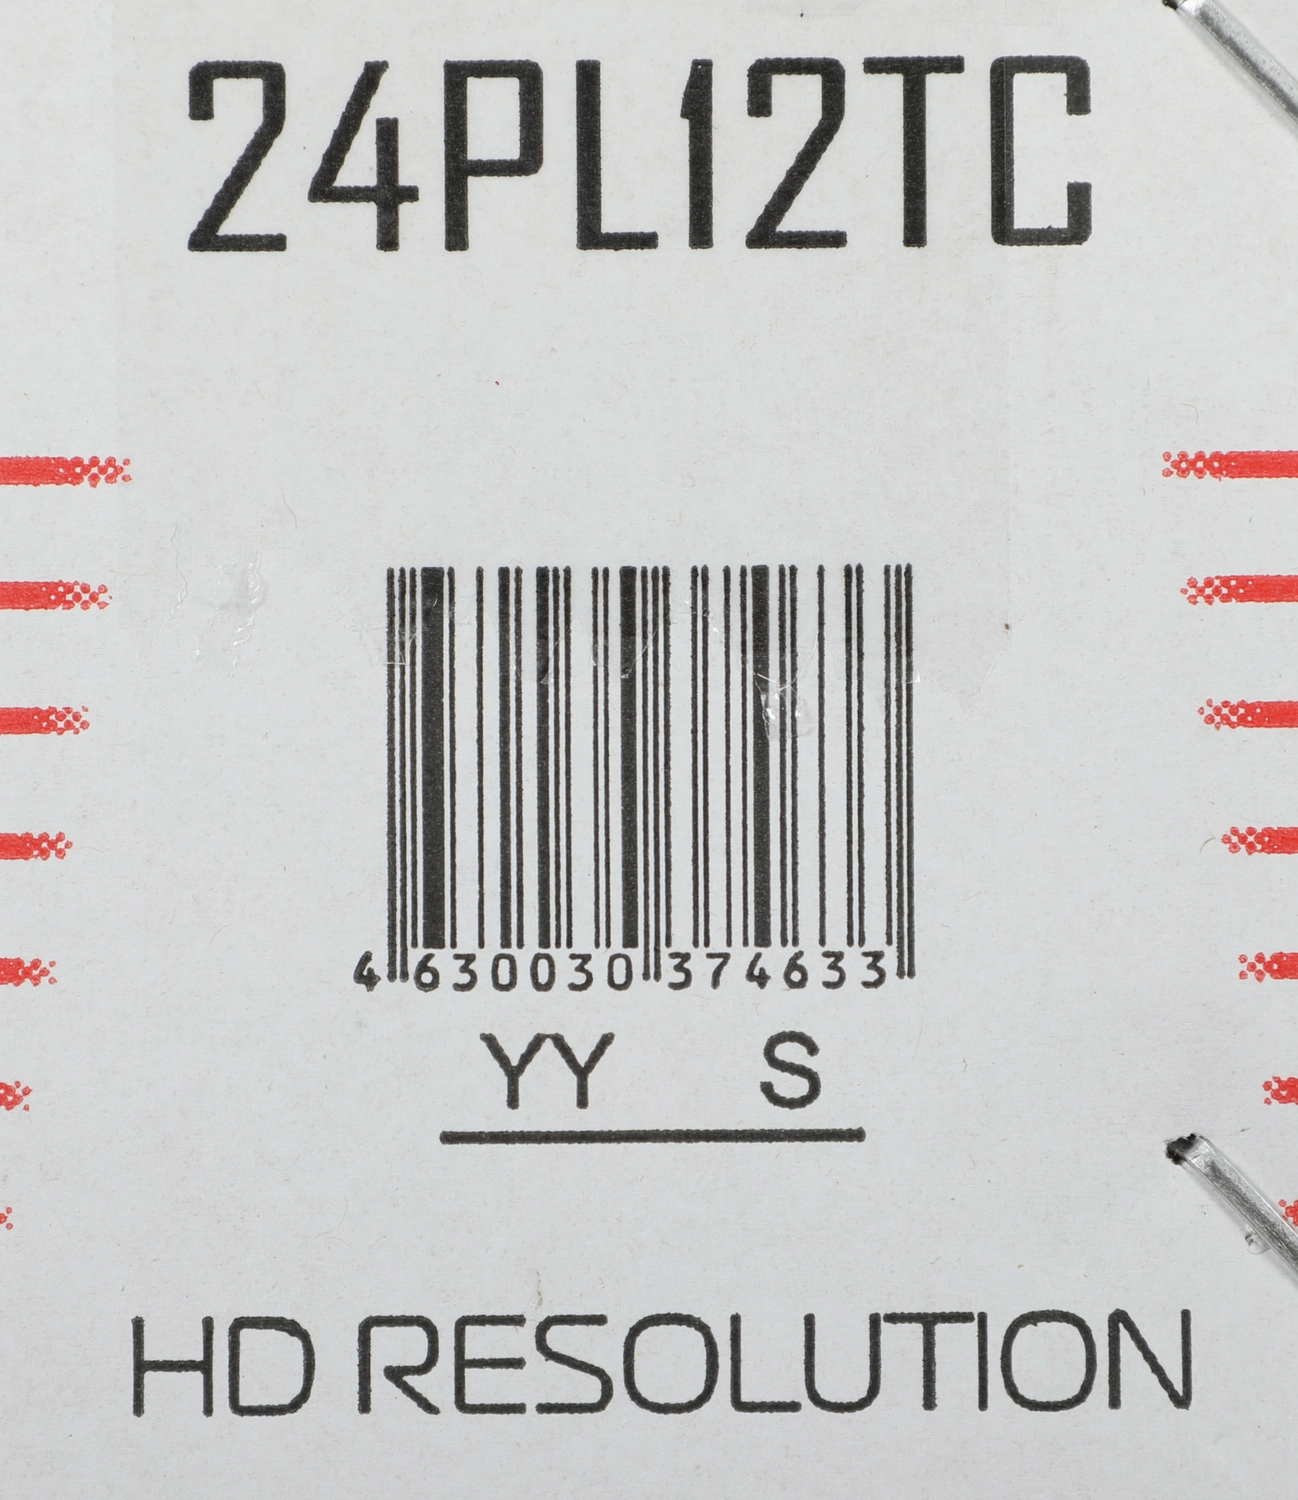 24PL12TC
4 630030 374633
YY S
HD RESOLUTION